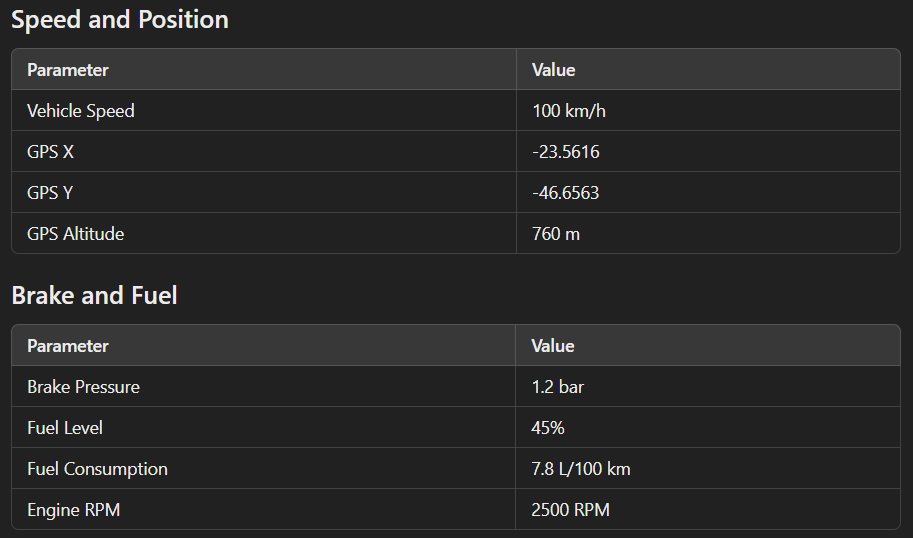 Speed and Position
Parameter Value
Vehicle Speed 100 km/h
GPS X -23.5616
GPS Y -46.6563
GPS Altitude 760 m
Brake and Fuel
Parameter Value
Brake Pressure 1.2 bar
Fuel Level 45%
Fuel Consumption 7.8 L/100 km
Engine RPM 2500 RPM